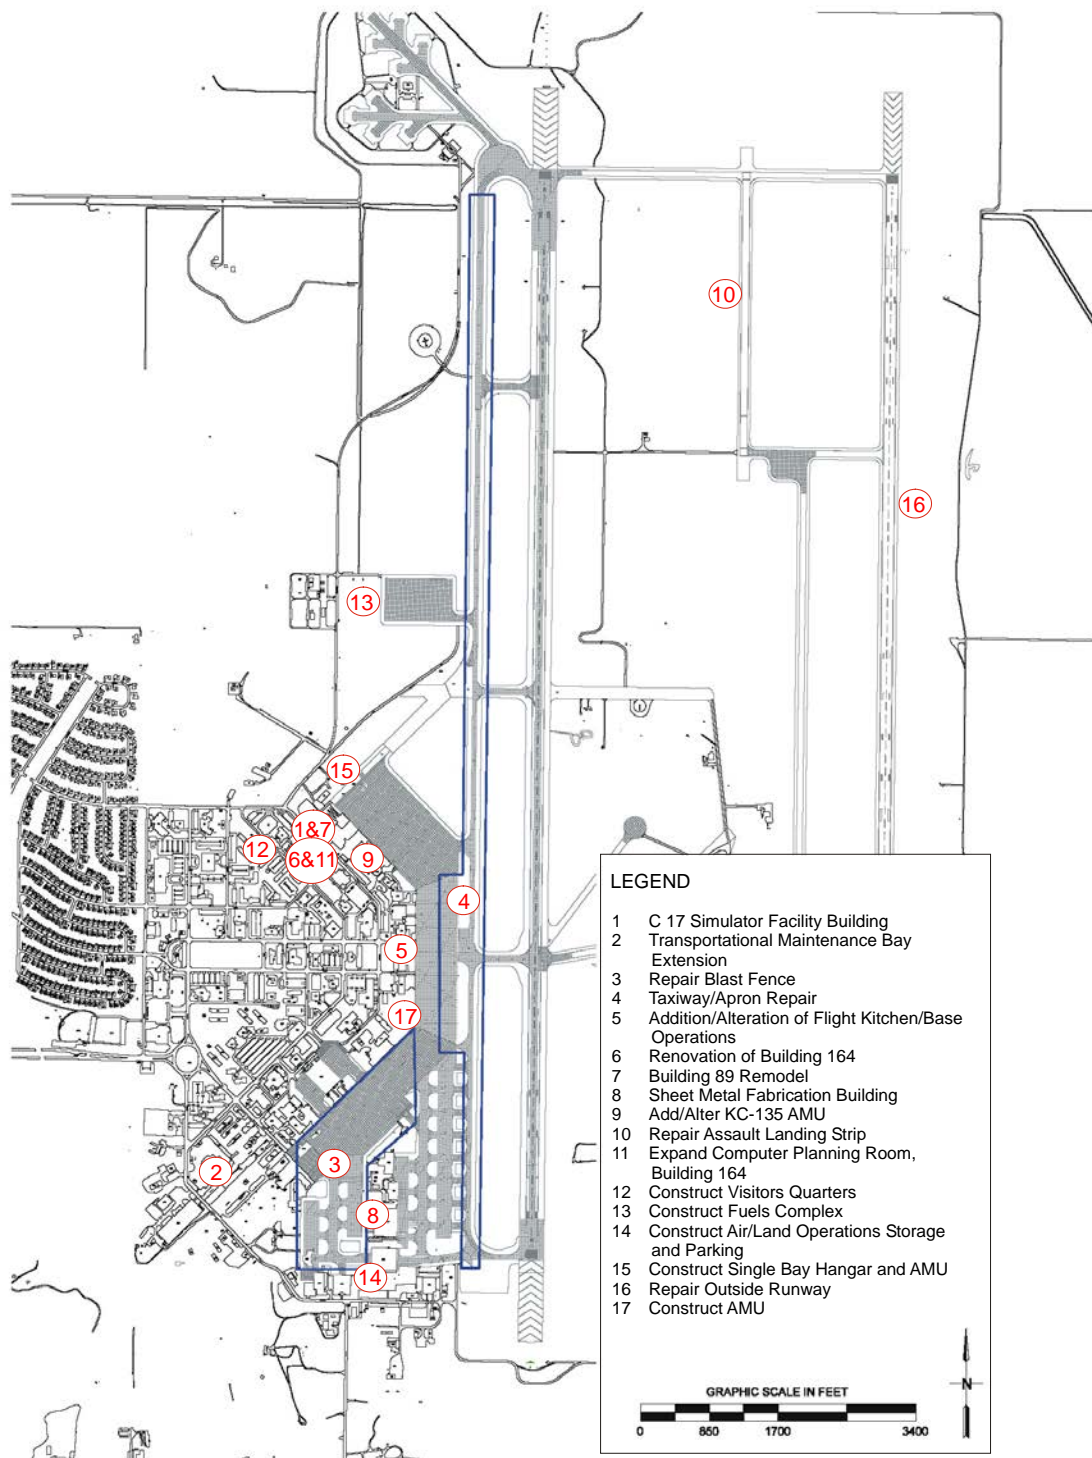 10
16
13
15
1&7
12
6&11
9
4
5
17
3
2
8
14
LEGEND
1 C 17 Simulator Facility Building
2 Transportational Maintenance Bay
Extension
3 Repair Blast Fence
4 Taxiway/Apron Repair
5 Addition/Alteration of Flight Kitchen/Base
Operations
6 Renovation of Building 164
7 Building 89 Remodel
8 Sheet Metal Fabrication Building
9 Add/Alter KC-135 AMU
10 Repair Assault Landing Strip
11 Expand Computer Planning Room,
Building 164
12 Construct Visitors Quarters
13 Construct Fuels Complex
14 Construct Air/Land Operations Storage
and Parking
15 Construct Single Bay Hangar and AMU
16 Repair Outside Runway
17 Construct AMU
N
GRAPHIC SCALE IN FEET
0 850 1700 3400